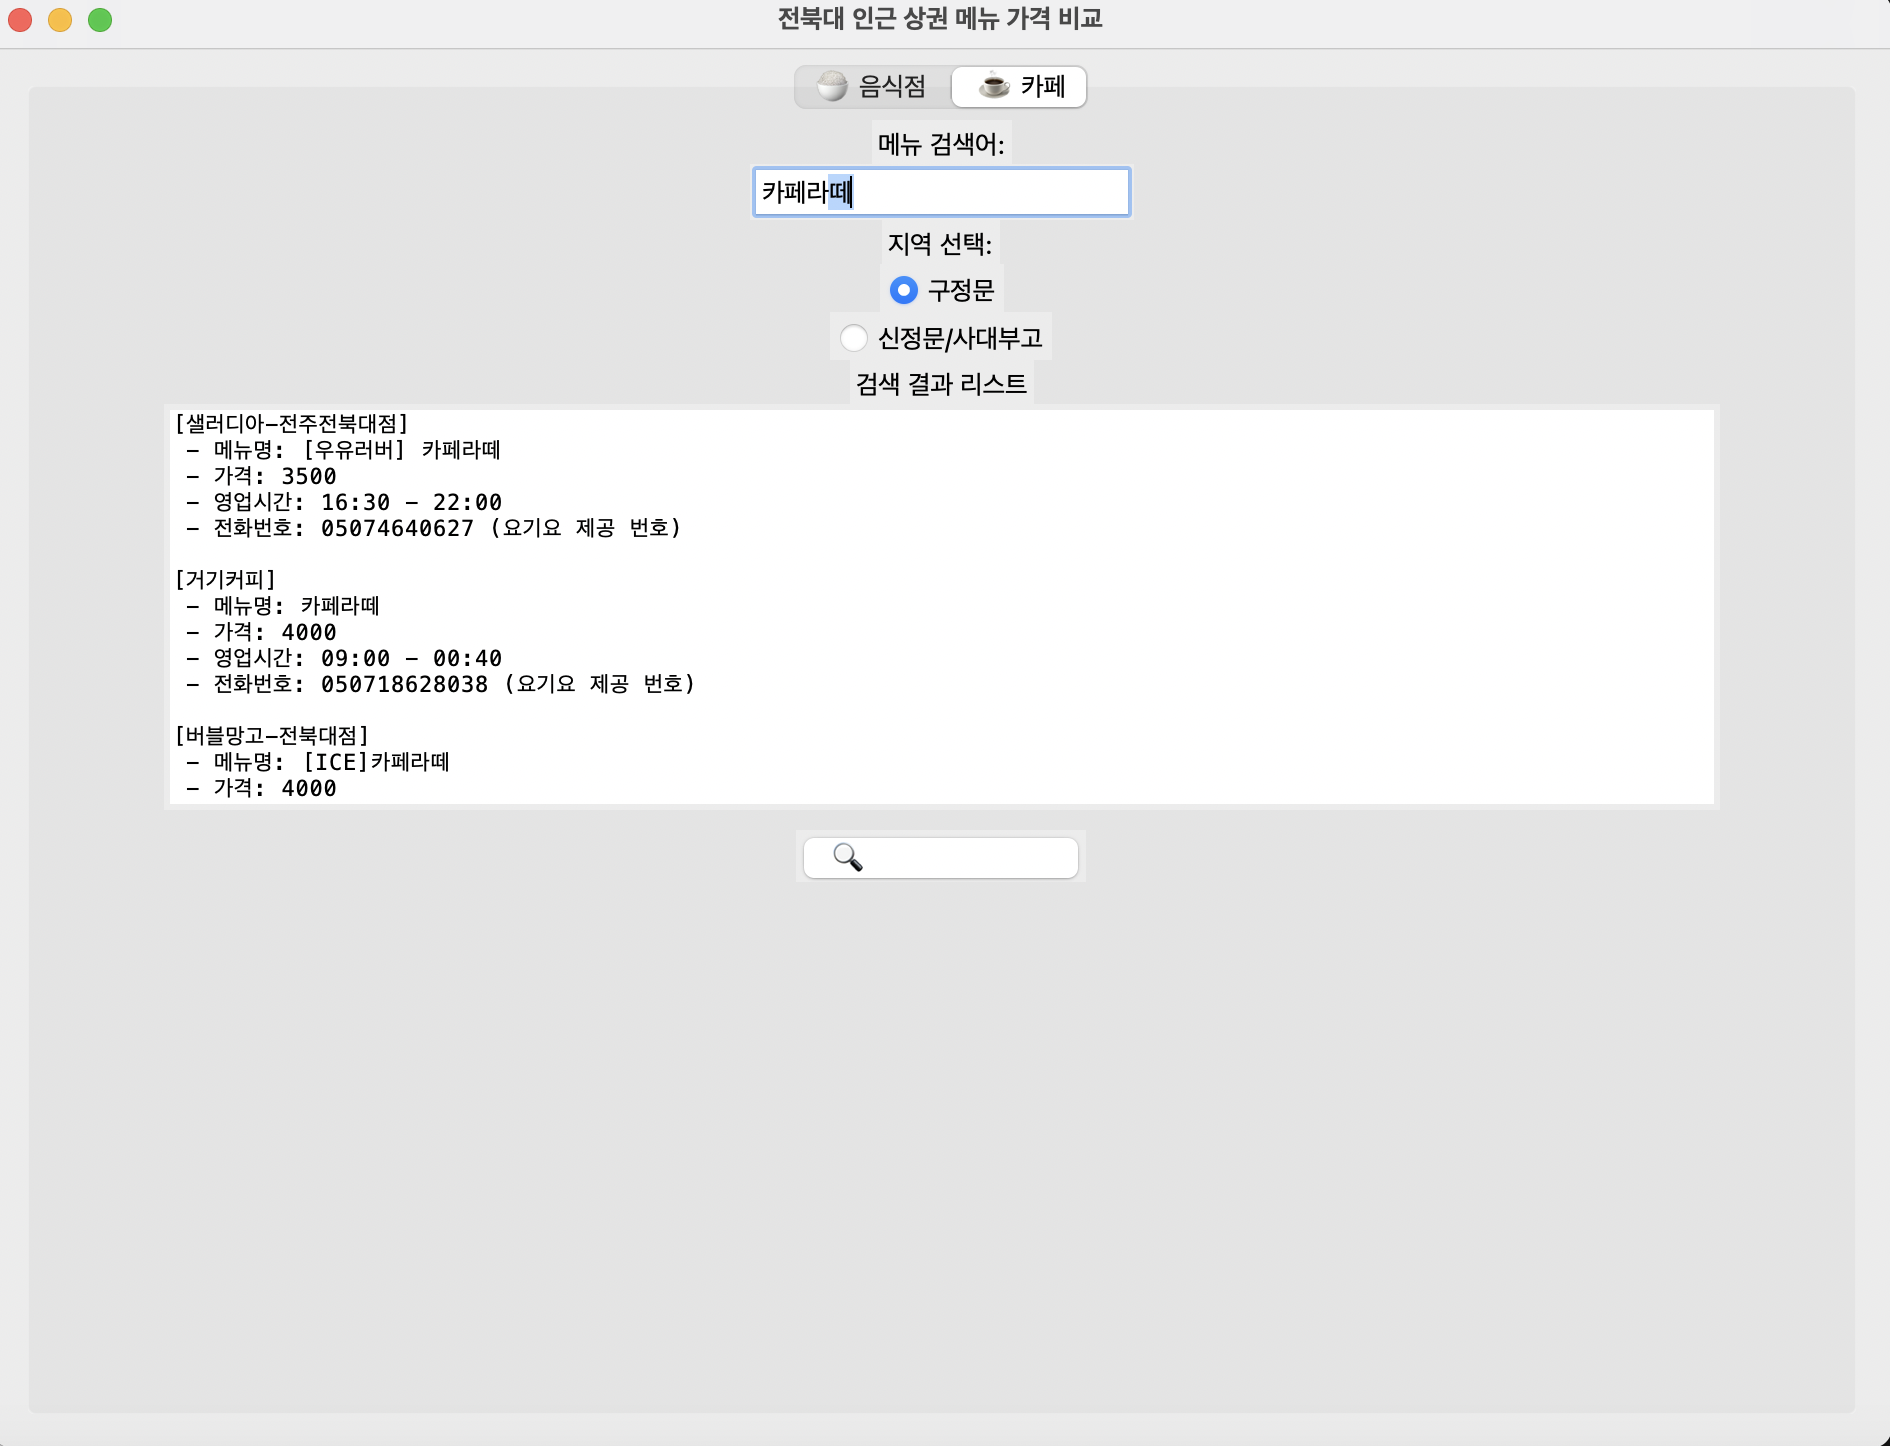 전북대 인근 상권 메뉴 가격 비교
음식점 카페
메뉴 검색어:
카페라떼
지역 선택:
구정문
신정문/사대부고
검색 결과 리스트
[샐러디아-전주전북대점]
- 메뉴명: [우유러버] 카페라떼
- 가격: 3500
- 영업시간: 16:30 - 22:00
- 전화번호: 05074640627 (요기요 제공 번호)
[거기커피]
- 메뉴명: 카페라떼
- 가격: 4000
- 영업시간: 09:00 - 00:40
- 전화번호: 050718628038 (요기요 제공 번호)
[버블망고-전북대점]
- 메뉴명: [ICE]카페라떼
- 가격: 4000